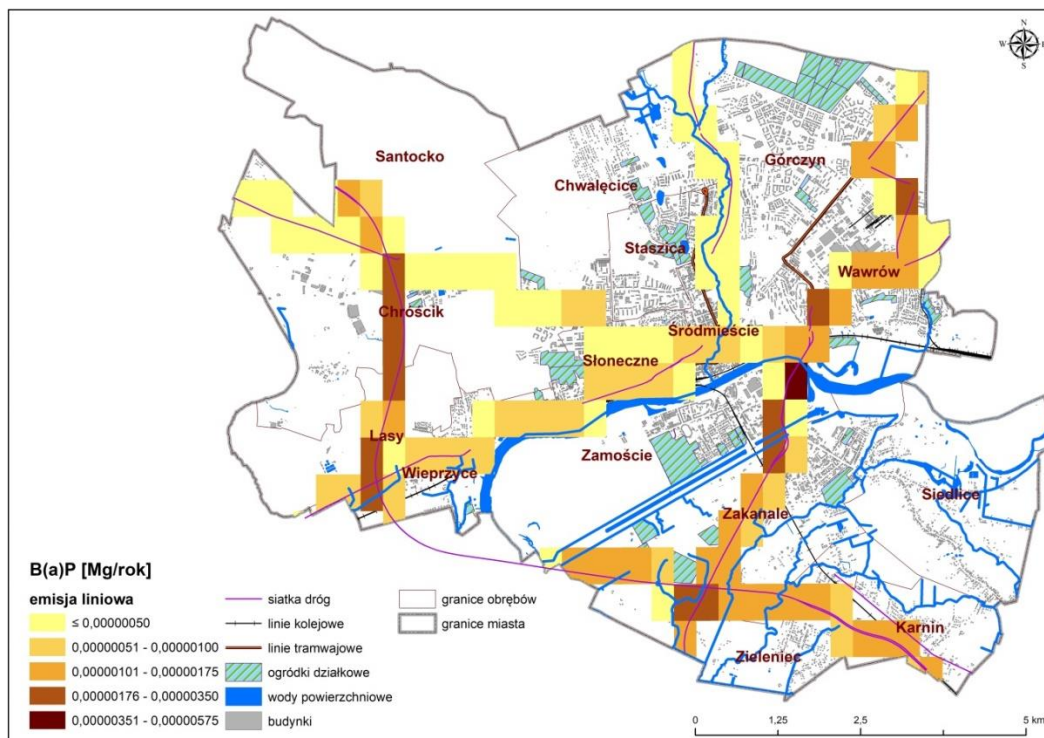 N
W E
S
Santocko
Górczyn
Chwalęcice
Staszica
Wawrów
Chróścik
Śródmieście
Słoneczne
Lasy
Zamoście
Wieprzyce
Siedlice
Zakanale
Karnin
Zieleniec
B(a)P [Mg/rok]
emisja liniowa
≤ 0,00000050
0,00000051 - 0,00000100
0,00000101 - 0,00000175
0,00000176 - 0,00000350
0,00000351 - 0,00000575
siatka dróg
linie kolejowe
linie tramwajowe
ogródki działkowe
wody powierzchniowe
budynki
granice obrębów
granice miasta
0 1,25 2,5 5 km